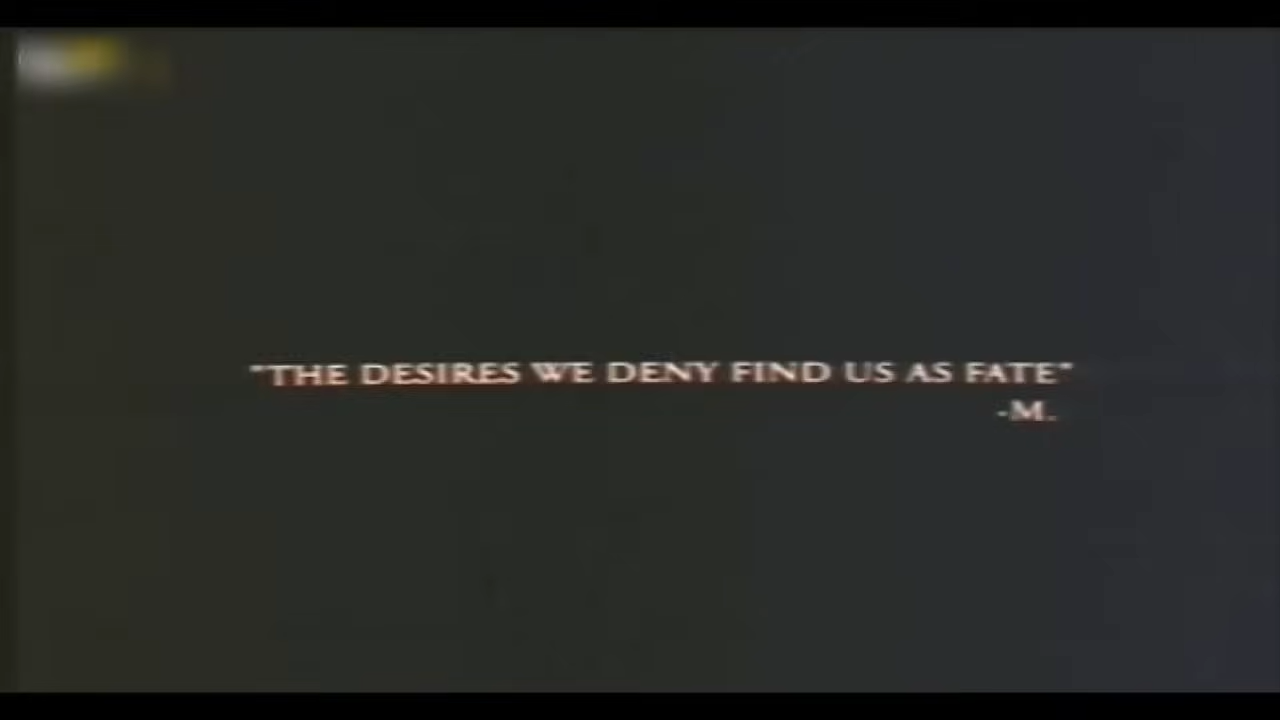 "THE DESIRES WE DENY FIND US AS FATE"
-M.